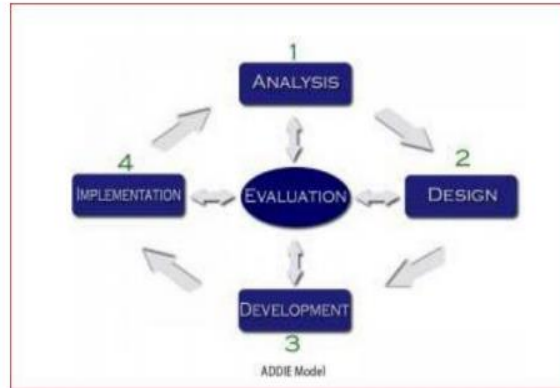 1
ANALYSIS
2
DESIGN
3
DEVELOPMENT
4
IMPLEMENTATION
EVALUATION
ADDIE Model